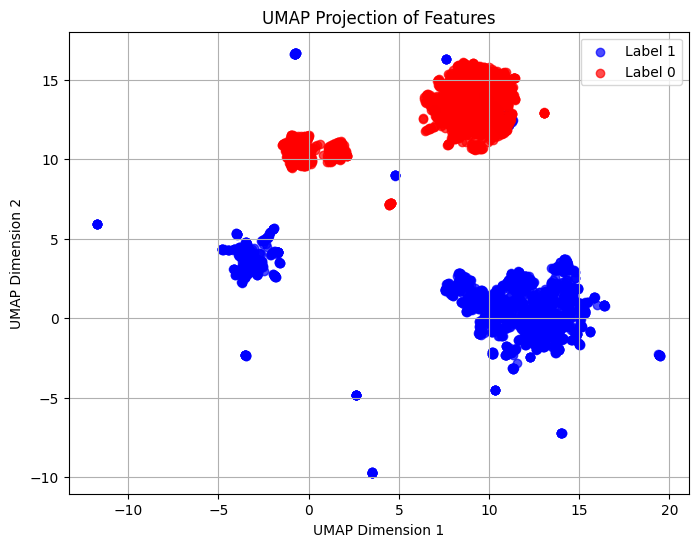 UMAP Projection of Features
Label 1
Label 0
UMAP Dimension 2
15
10
5
0
−5
−10
−10
−5
0
5
10
15
20
UMAP Dimension 1